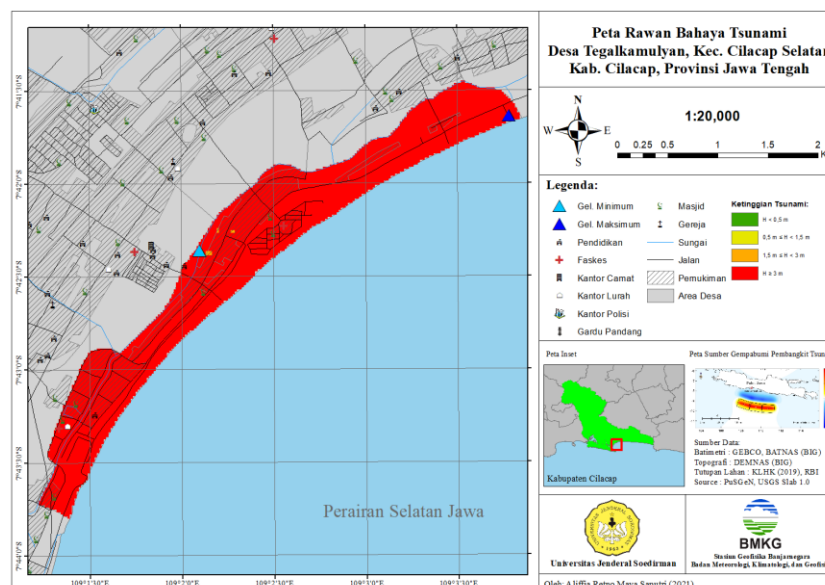 Peta Rawan Bahaya Tsunami
Desa Tegalkamulyan, Kec. Cilacap Selatan
Kab. Cilacap, Provinsi Jawa Tengah
N
W
E
S
1:20,000
0 0.25 0.5 1 1.5 2
K
Legenda:
Gel. Minimum
Gel. Maksimum
Pendidikan
Faskes
Kantor Camat
Kantor Lurah
Kantor Polisi
Gardu Pandang
Masjid
Gereja
Sungai
Jalan
Pemukiman
Area Desa
Ketinggian Tsunami:
H < 0,5 m
0,5 m ≤ H < 1,5 m
1,5 m ≤ H < 3 m
H ≥ 3 m
Peta Inset
Kabupaten Cilacap
Peta Sumber Gempabumi Pembangkit Tsun
Sumber Data:
Batimetri : GEBCO, BATNAS (BIG)
Topografi : DEMNAS (BIG)
Tutupan Lahan : KLHK (2019), RBI
Source : PuSGeN, USGS Slab 1.0
Universitas Jenderal Soedirman
BMKG
Stasiun Geofisika Banjarnegara
Badan Meteorologi, Klimatologi, dan Geofisi
Oleh: Aliffia Retno Maya Saputri (2021)
Perairan Selatan Jawa
7°41'30"S
7°42'0"S
7°42'30"S
7°43'30"S
7°44'0"S
109°1'30"E
109°2'0"E
109°2'30"E
109°3'0"E
109°3'30"E